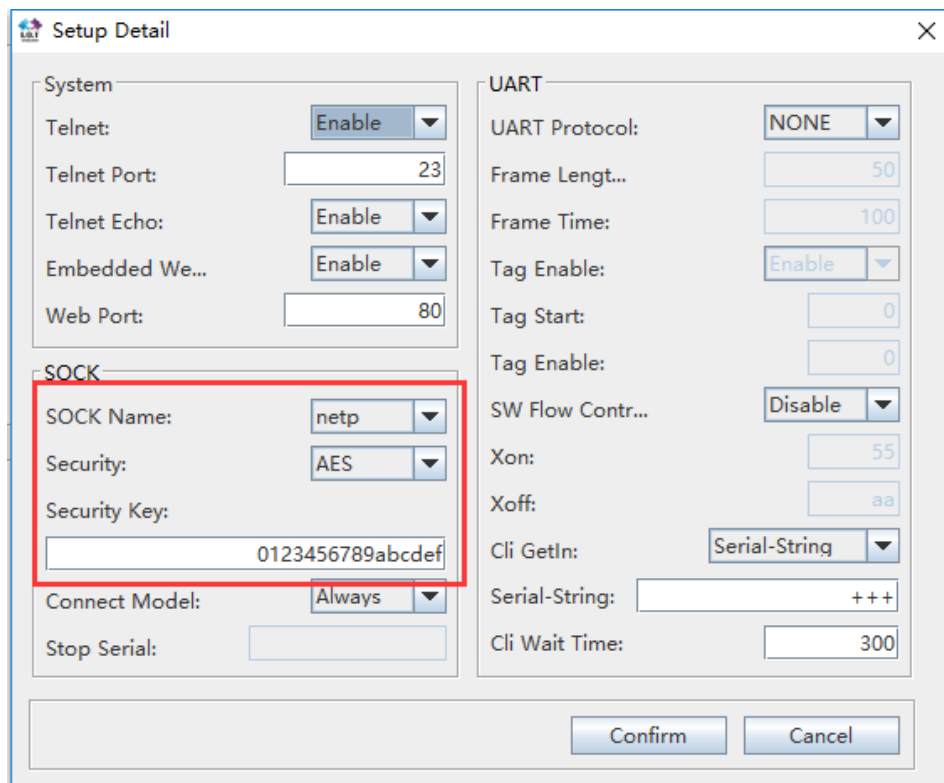 Setup Detail
System
Telnet: Enable
Telnet Port: 23
Telnet Echo: Enable
Embedded We... Enable
Web Port: 80
SOCK
SOCK Name: netp
Security: AES
Security Key:
0123456789abcdef
Connect Model: Always
Stop Serial:
UART
UART Protocol: NONE
Frame Lengt... 50
Frame Time: 100
Tag Enable: Enable
Tag Start: 0
Tag Enable: 0
SW Flow Contr... Disable
Xon: 55
Xoff: aa
Cli GetIn: Serial-String
Serial-String: +++
Cli Wait Time: 300
Confirm Cancel